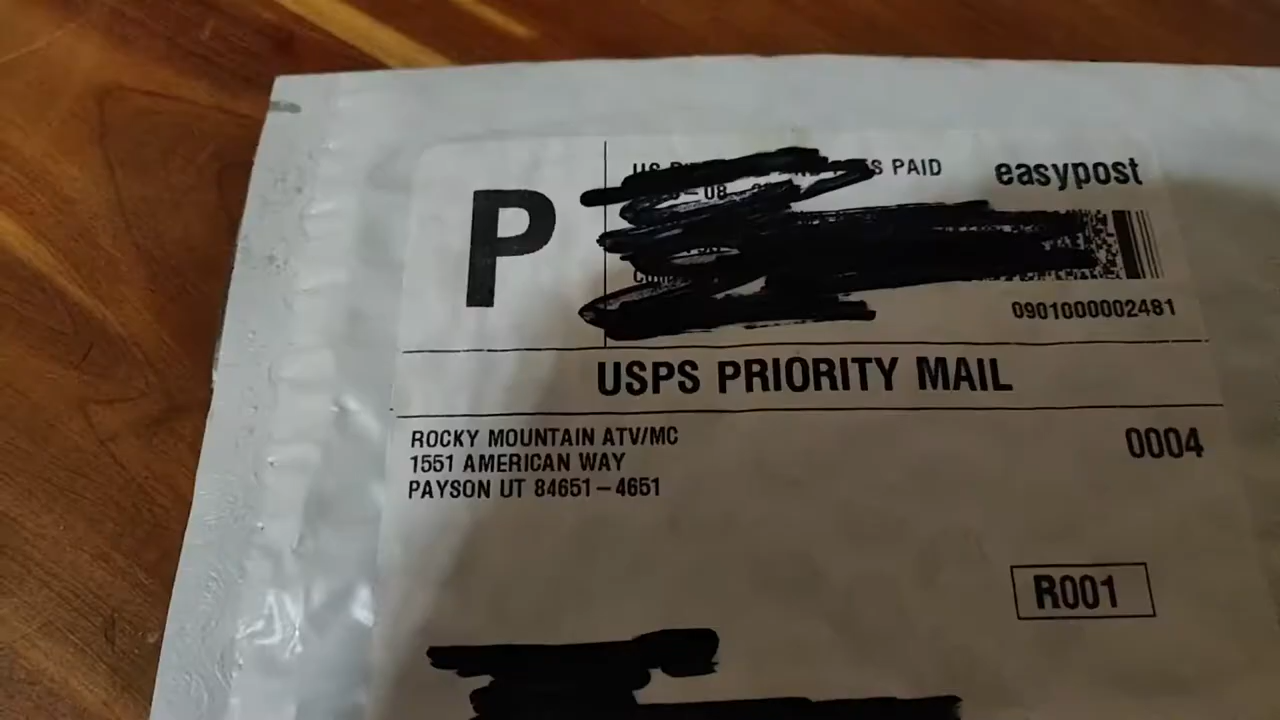 P
PAID
easypost
0901000002481
USPS PRIORITY MAIL
ROCKY MOUNTAIN ATV/MC
1551 AMERICAN WAY
PAYSON UT 84651-4651
0004
R001